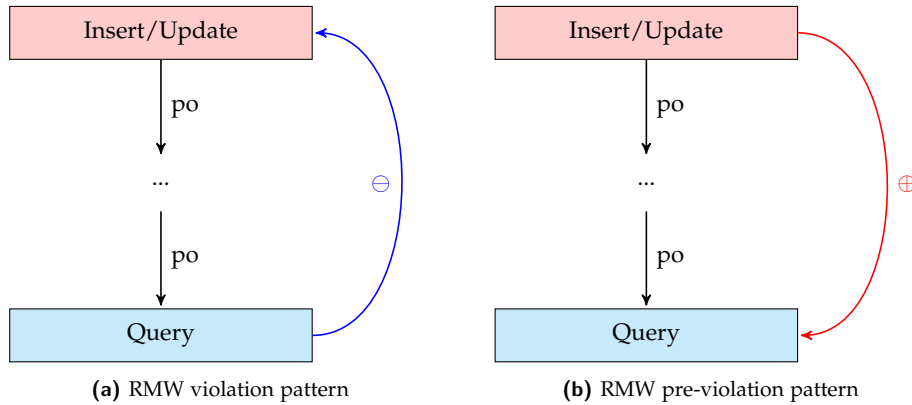 Insert/Update
po
...
po
⊖
Query
(a) RMW violation pattern
Insert/Update
po
...
po
⊕
Query
(b) RMW pre-violation pattern